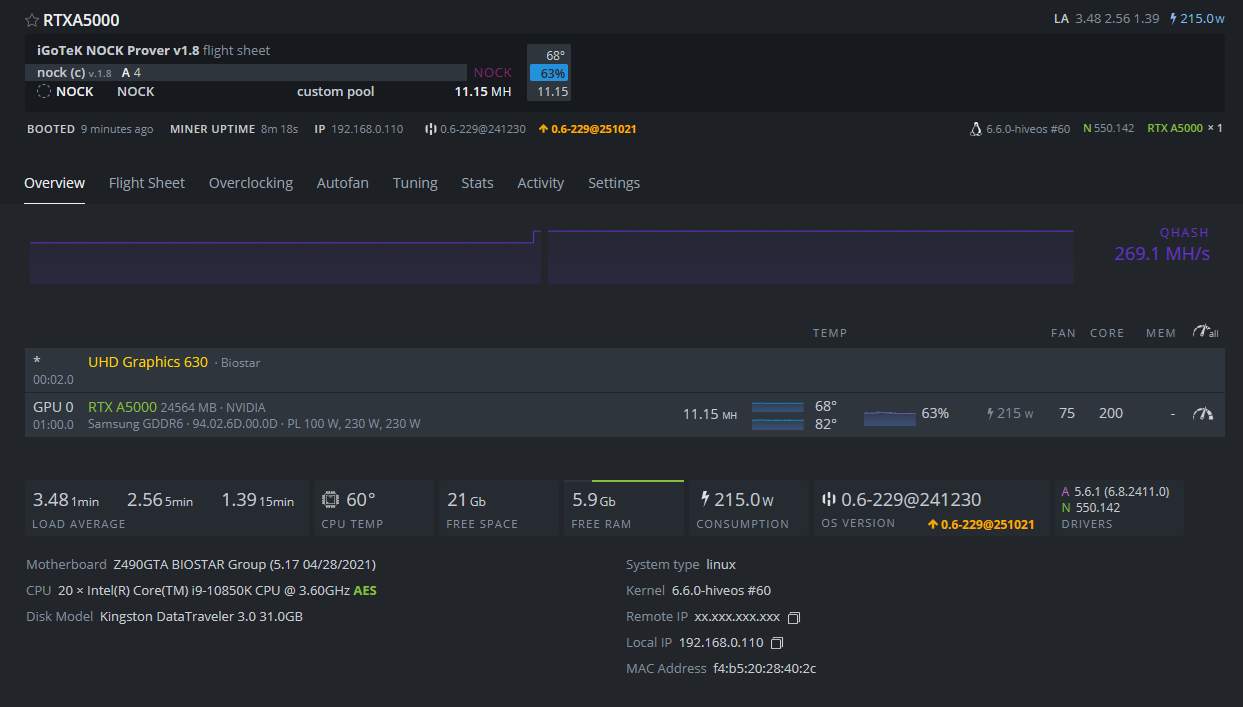 RTXA5000 LA 3.48 2.56 1.39 215.0 w
iGoTeK NOCK Prover v1.8 flight sheet 68°
nock (c) v.1.8 A 4 NOCK 63%
NOCK NOCK custom pool 11.15 MH 11.15
BOOTED 9 minutes ago MINER UPTIME 8m 18s IP 192.168.0.110 0.6-229@241230 0.6-229@251021 6.6.0-hiveos #60 N 550.142 RTX A5000 × 1
Overview Flight Sheet Overclocking Autofan Tuning Stats Activity Settings
QHASH
269.1 MH/s
TEMP FAN CORE MEM all
* UHD Graphics 630 · Biostar
00:02.0
GPU 0 RTX A5000 24564 MB · NVIDIA 11.15 MH 68° 63% 215 w 75 200 -
01:00.0 Samsung GDDR6 · 94.02.6D.00.0D · PL 100 W, 230 W, 230 W 82°
3.48 1min 2.56 5min 1.39 15min 60° 21 Gb 5.9 Gb 215.0 w 0.6-229@241230 A 5.6.1 (6.8.2411.0)
N 550.142
LOAD AVERAGE CPU TEMP FREE SPACE FREE RAM CONSUMPTION OS VERSION 0.6-229@251021 DRIVERS
Motherboard Z490GTA BIOSTAR Group (5.17 04/28/2021) System type linux
CPU 20 × Intel(R) Core(TM) i9-10850K CPU @ 3.60GHz AES Kernel 6.6.0-hiveos #60
Disk Model Kingston DataTraveler 3.0 31.0GB Remote IP xx.xxx.xxx.xxx
Local IP 192.168.0.110
MAC Address f4:b5:20:28:40:2c